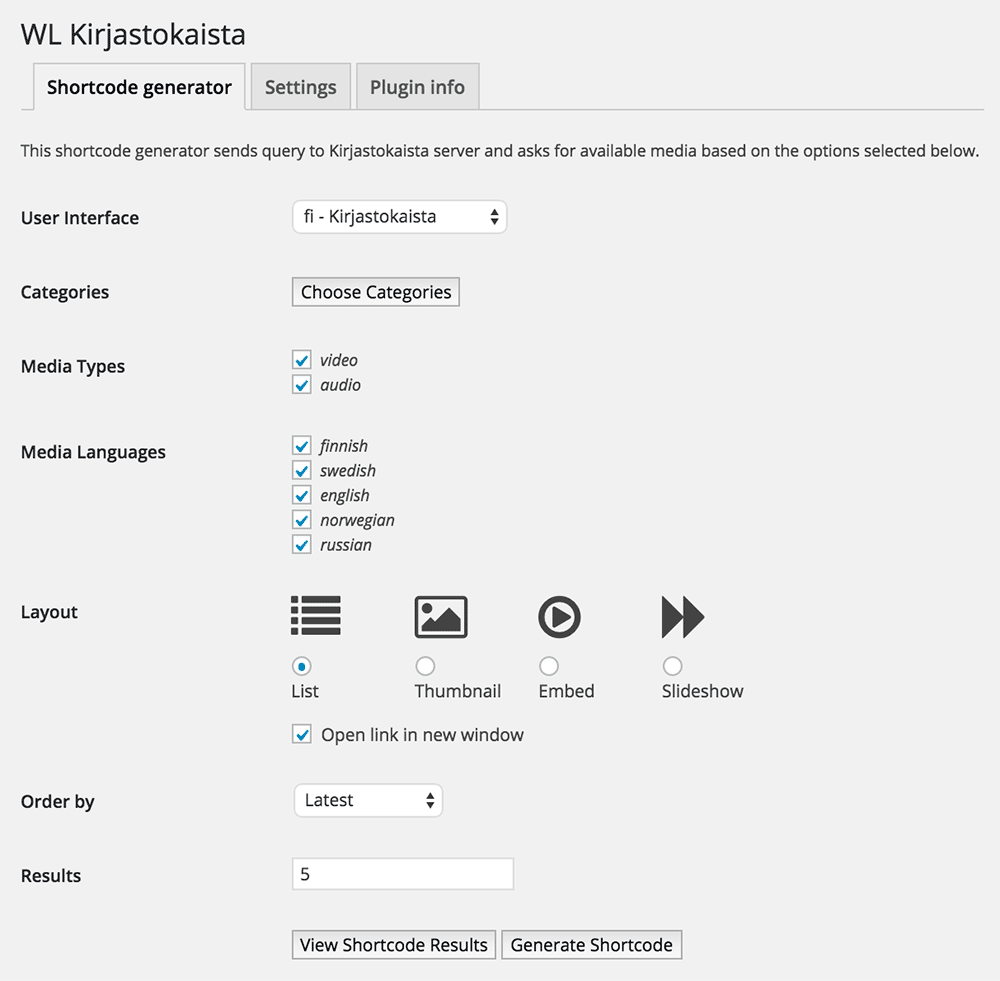 WL Kirjastokaista
Shortcode generator Settings Plugin info
This shortcode generator sends query to Kirjastokaista server and asks for available media based on the options selected below.
User Interface fi - Kirjastokaista
Categories Choose Categories
Media Types video
audio
Media Languages finnish
swedish
english
norwegian
russian
Layout
List Thumbnail Embed Slideshow
Open link in new window
Order by Latest
Results 5
View Shortcode Results Generate Shortcode